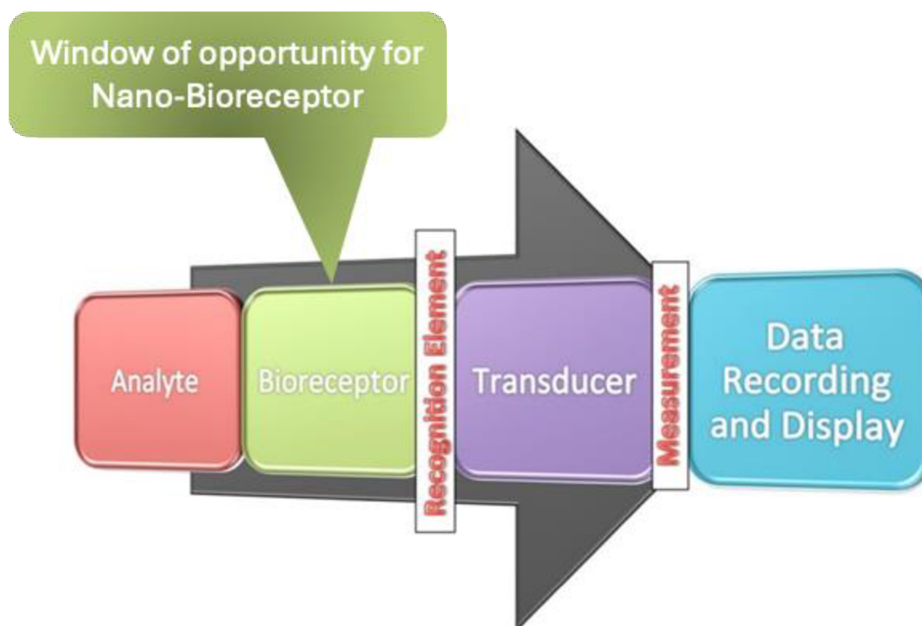 Window of opportunity for
Nano-Bioreceptor
Analyte
Bioreceptor
Recognition Element
Transducer
Measurement
Data
Recording
and Display